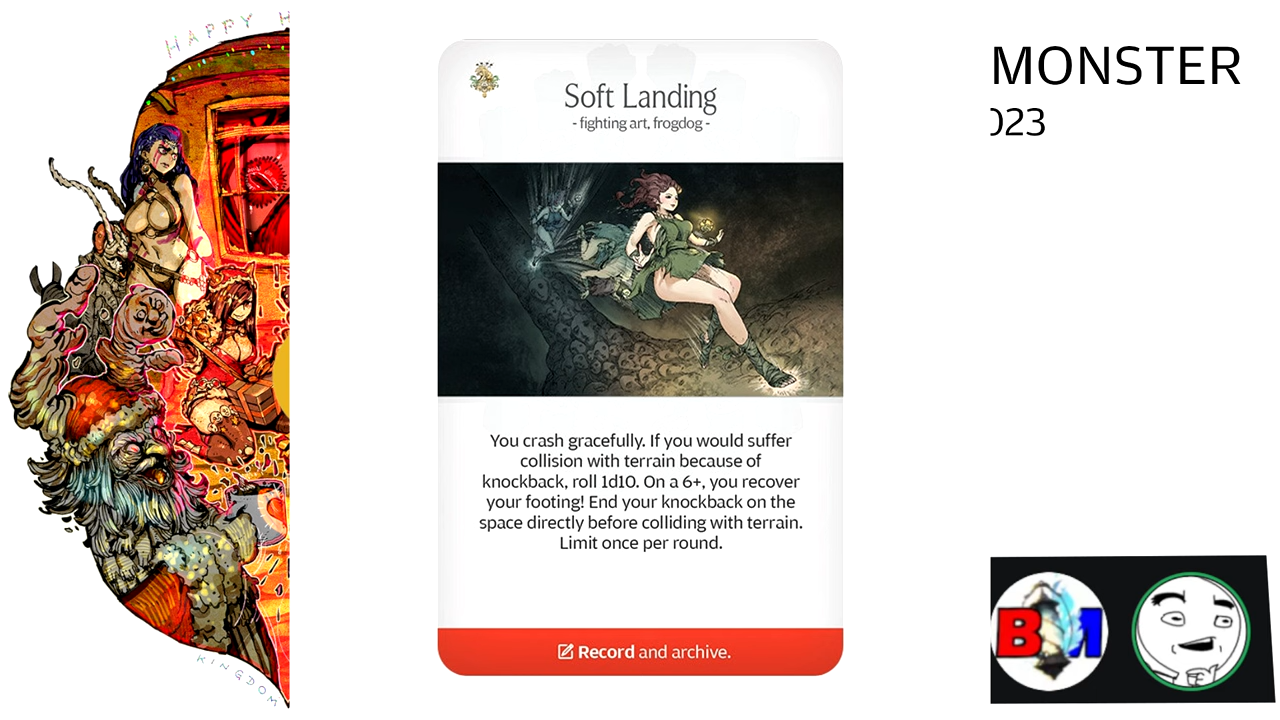 HAPPY H
MONSTER
023
Soft Landing
- fighting art, frogdog -
You crash gracefully. If you would suffer
collision with terrain because of
knockback, roll 1d10. On a 6+, you recover
your footing! End your knockback on the
space directly before colliding with terrain.
Limit once per round.
Record and archive.
KINGDOM
B M